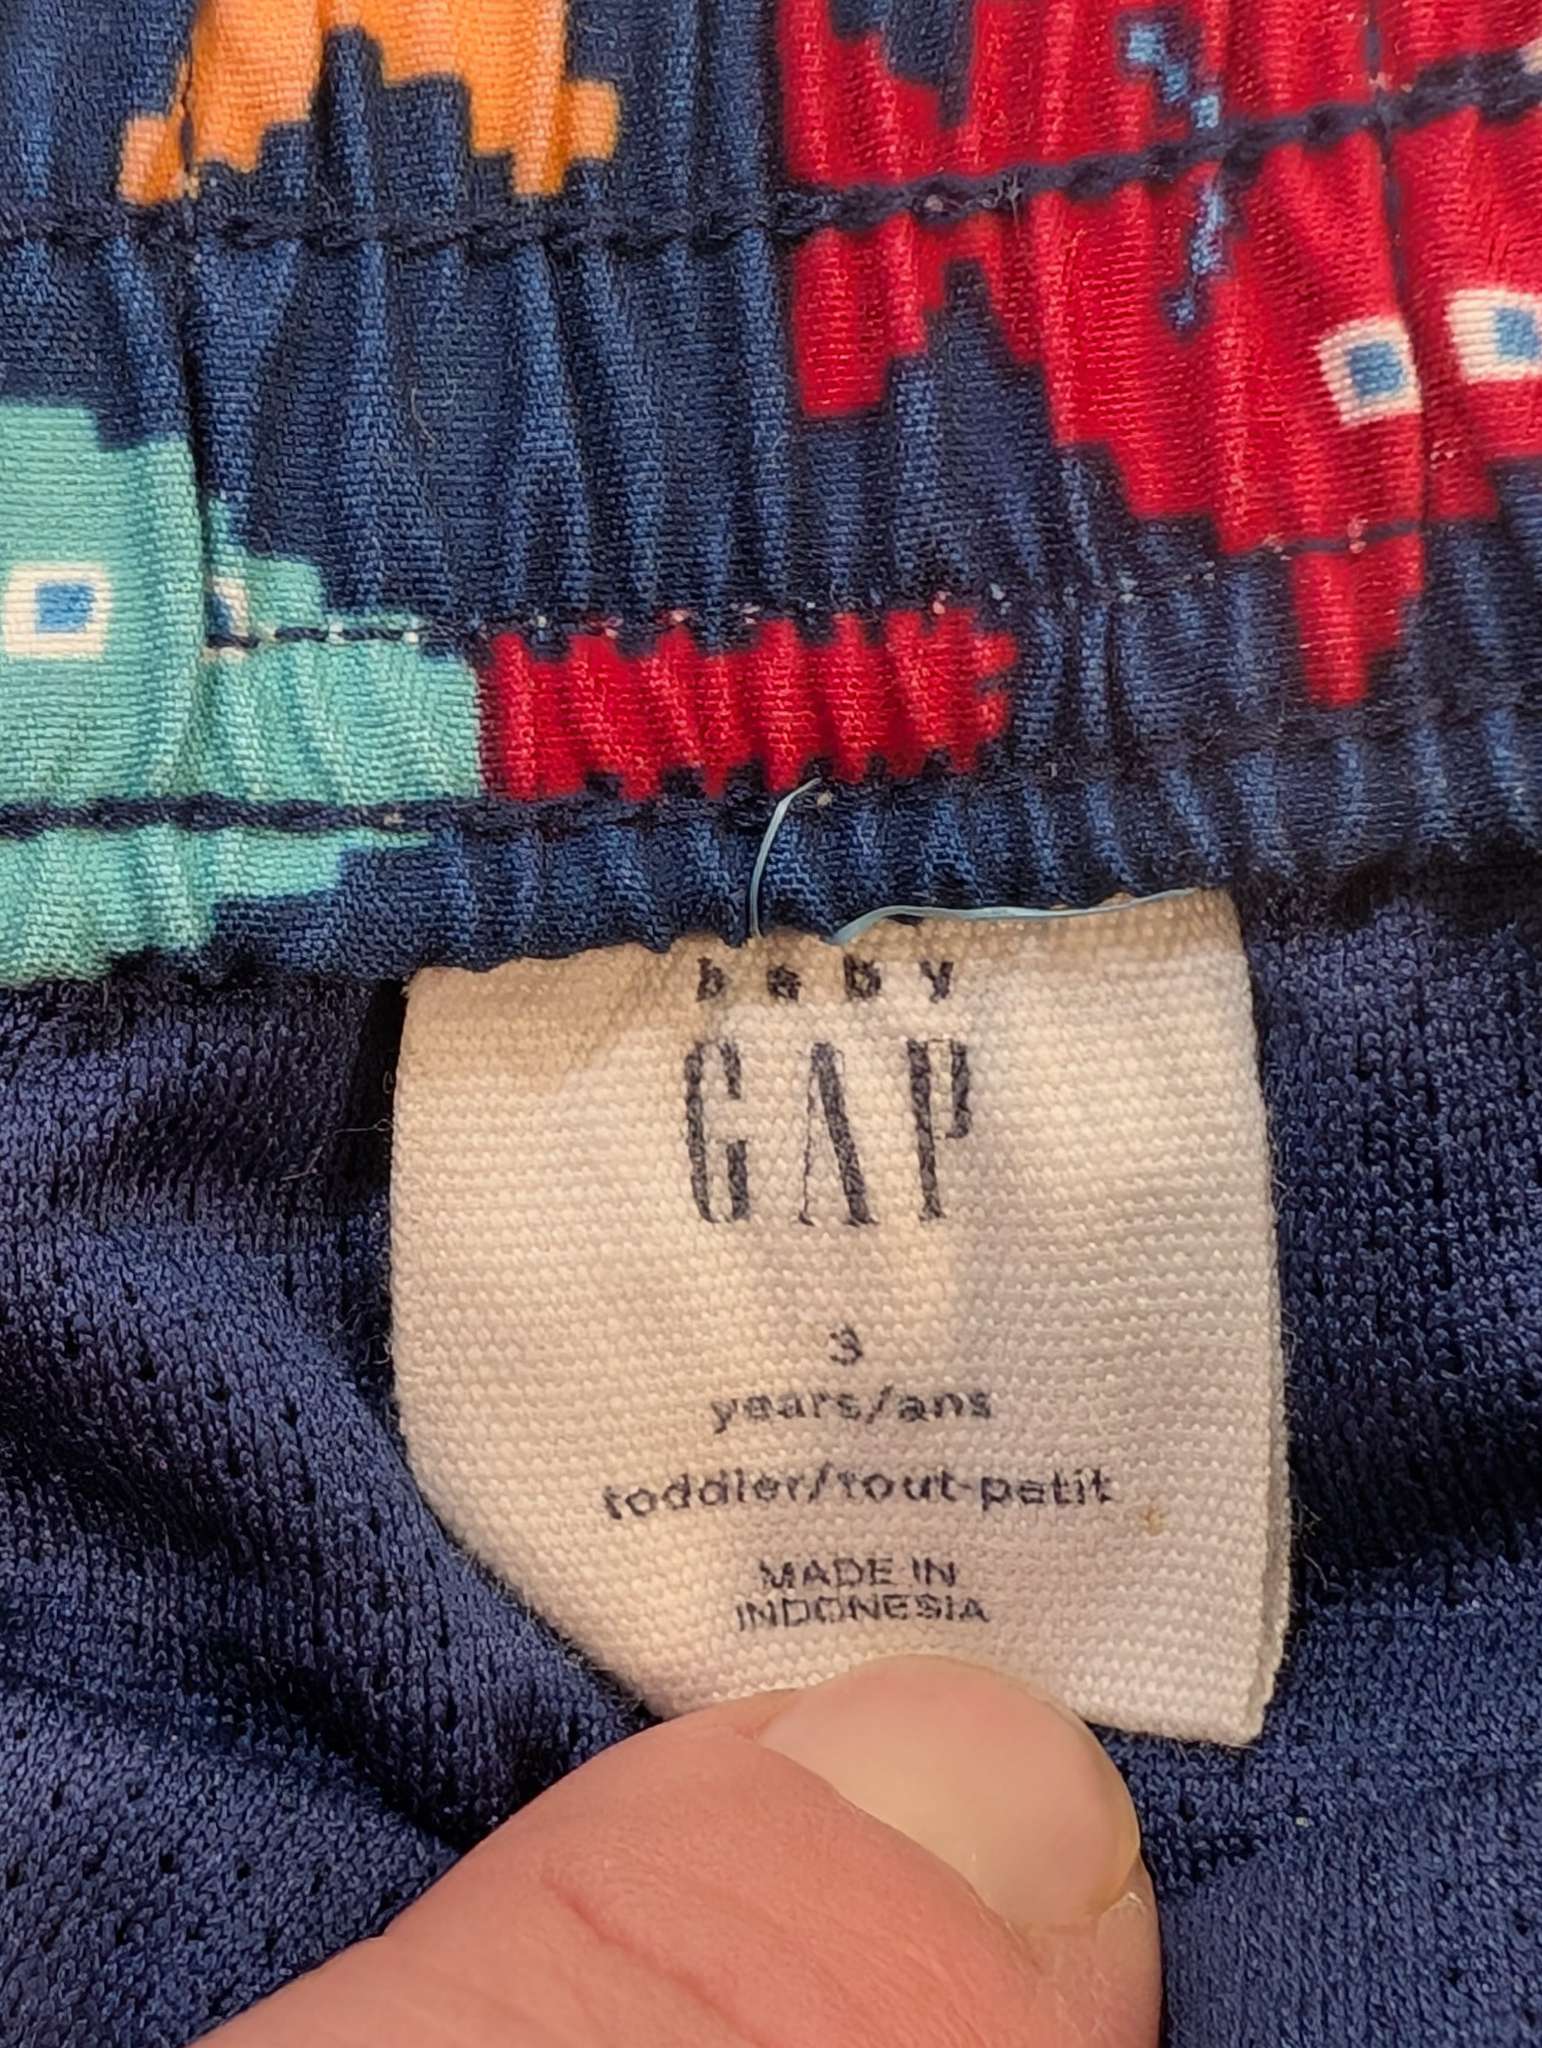 baby
GAP
3
years/ans
toddler/tout-petit
MADE IN
INDONESIA